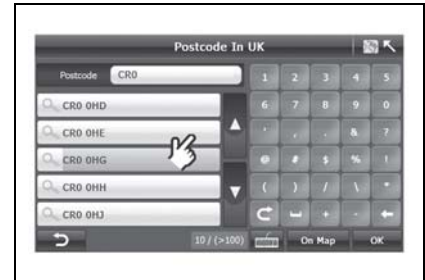 Postcode In UK
Postcode CR0 1 2 3 4 5
CR0 0HD 6 7 8 9 0
CR0 0HE ' , . & ?
CR0 0HG @ # $ % !
CR0 0HH ( ) / \ *
CR0 0HJ + -
10 / (>100) On Map OK